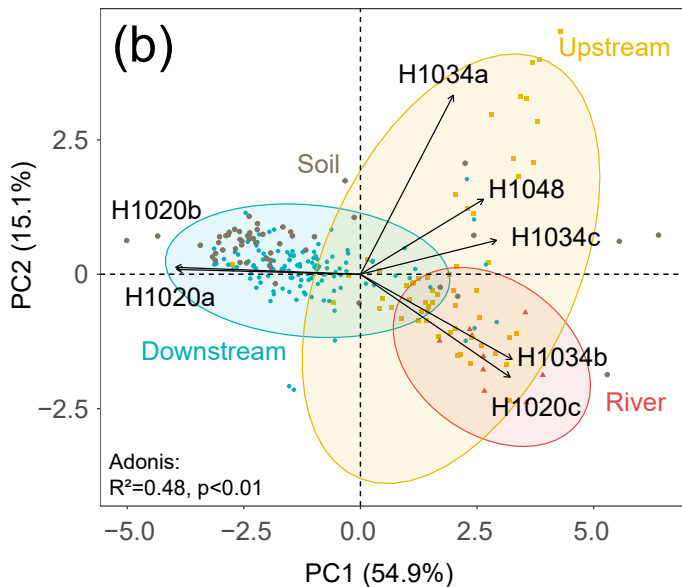 (b)
Upstream
H1034a
Soil
H1020b
H1048
H1034c
H1020a
Downstream
H1034b
H1020c
River
Adonis:
R²=0.48, p<0.01
2.5
0
−2.5
PC2 (15.1%)
−5.0 −2.5 0.0 2.5 5.0
PC1 (54.9%)